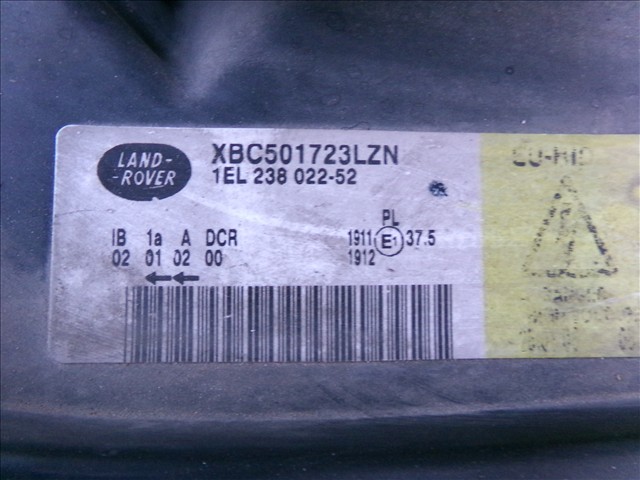 LAND-
-ROVER
XBC501723LZN
1EL 238 022-52
IB 1a A DCR
02 01 02 00
PL
1911 E1 37.5
1912